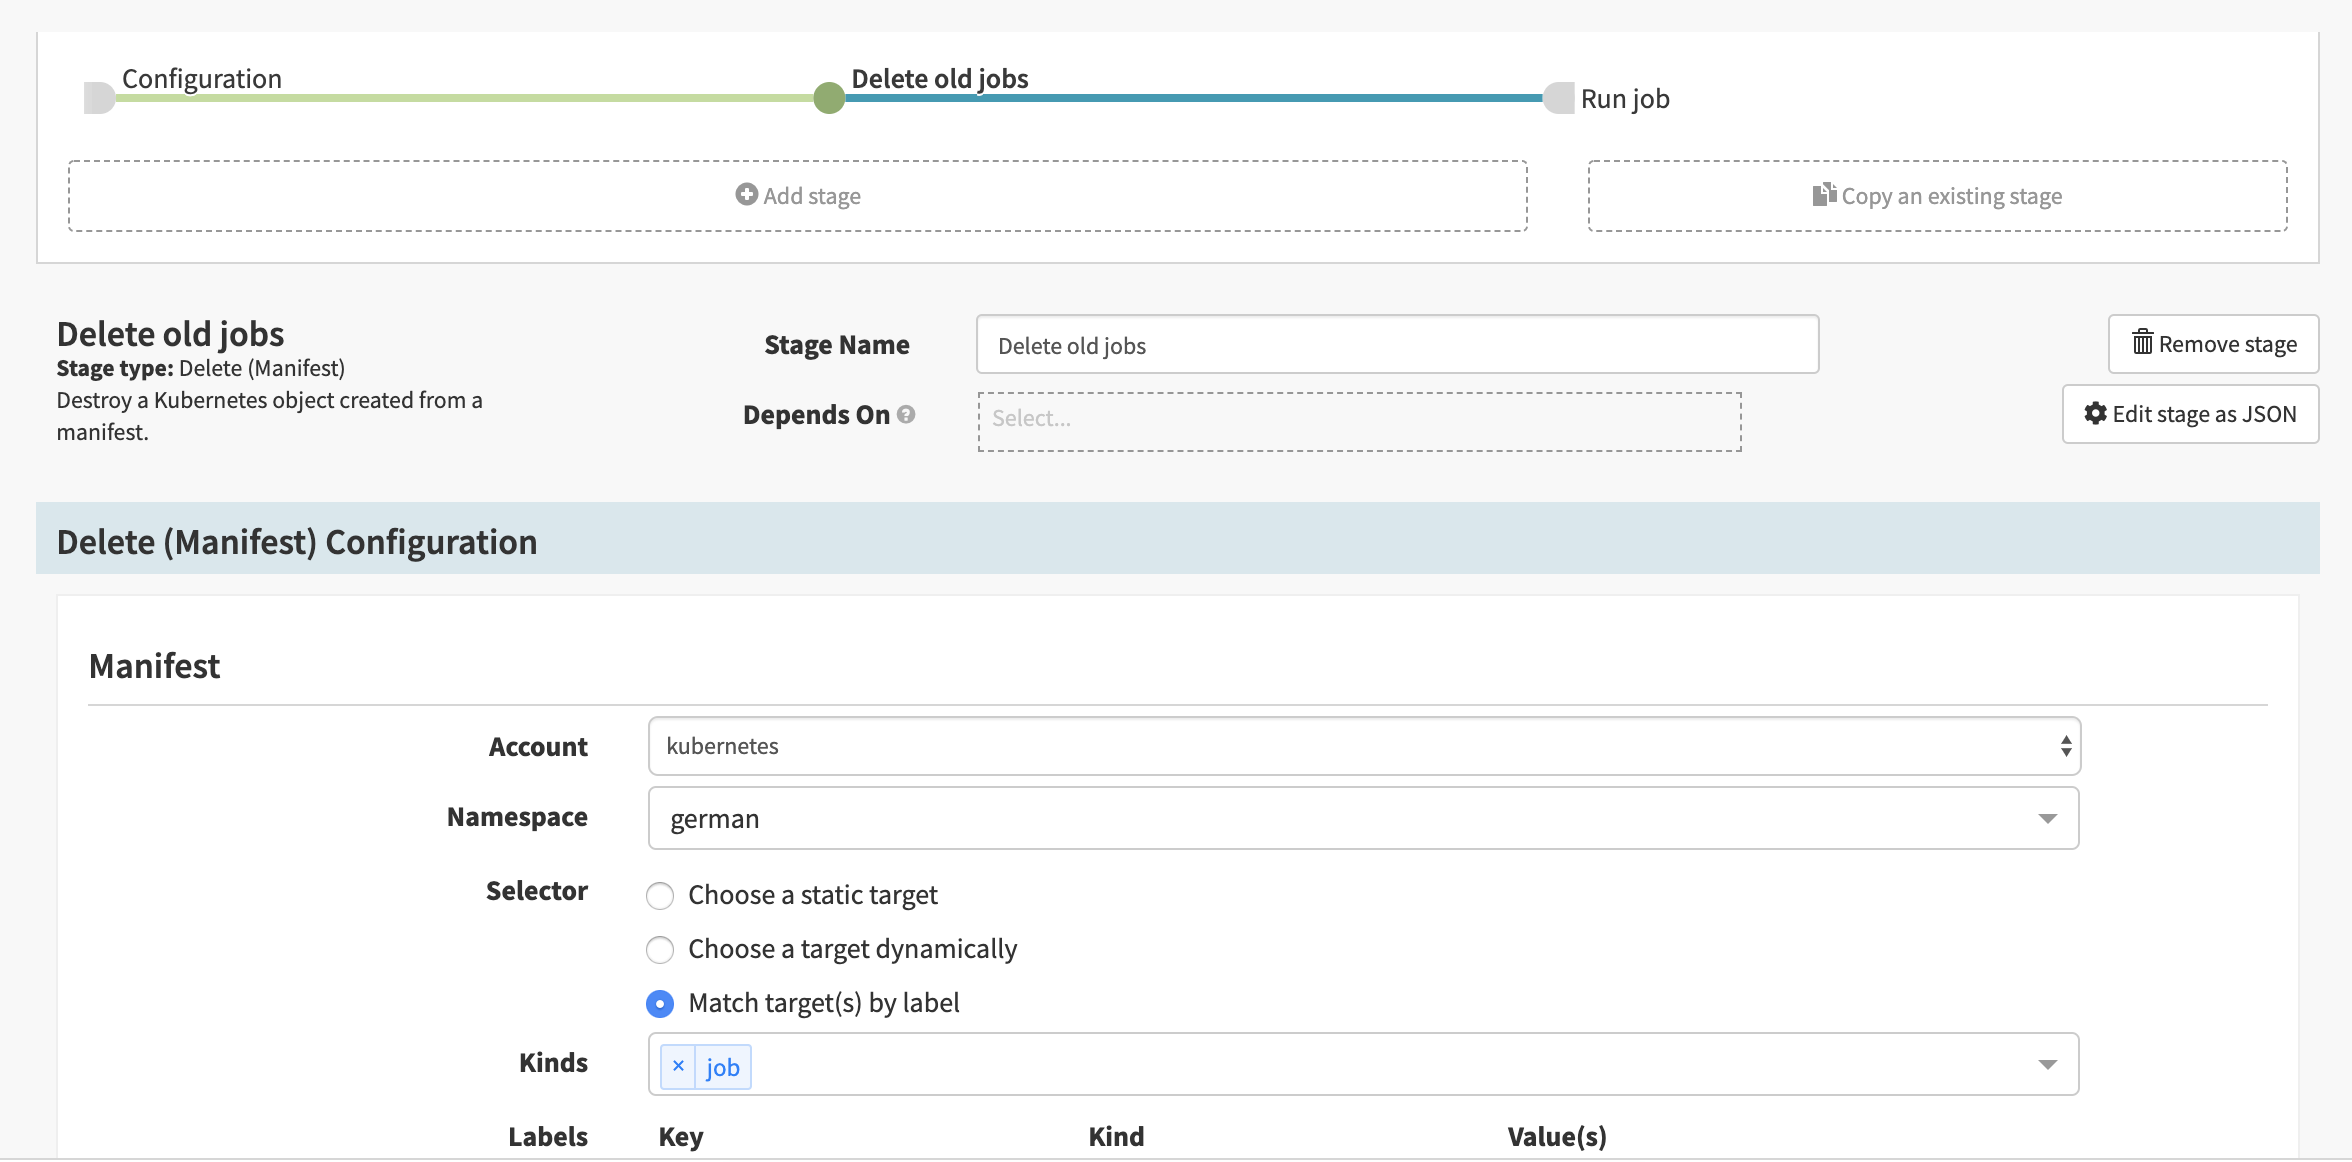 Configuration
Delete old jobs
Run job
Add stage
Copy an existing stage
Delete old jobs
Stage type: Delete (Manifest)
Destroy a Kubernetes object created from a
manifest.
Stage Name
Delete old jobs
Remove stage
Depends On
Select...
Edit stage as JSON
Delete (Manifest) Configuration
Manifest
Account
kubernetes
Namespace
german
Selector
Choose a static target
Choose a target dynamically
Match target(s) by label
Kinds
× job
Labels Key Kind Value(s)